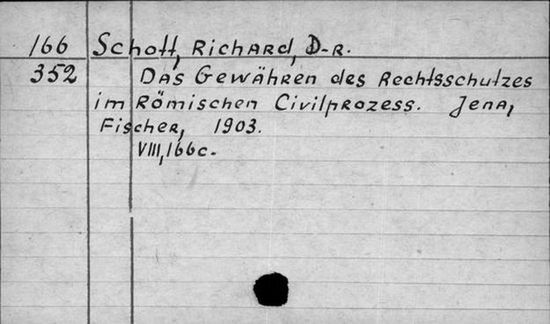 166 Schott, Richard, D-r.
352 Das Gewähren des Rechtsschutzes
im Römischen Civilprozess. Jena,
Fischer, 1903.
VIII, 166 c.